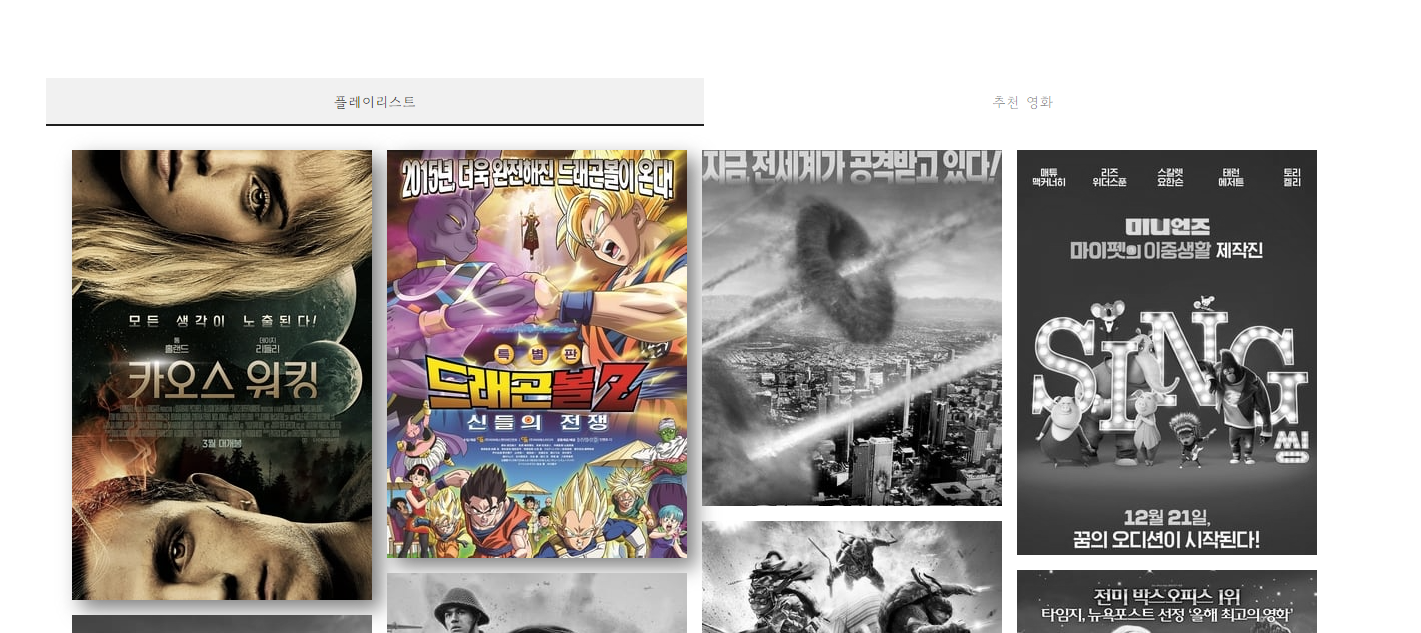 플레이리스트
추천 영화
모든 생각이 노출된다!
톰 홀랜드
데이지 리들리
카오스 워킹
3월 대개봉
2015년 더욱 완전해진 드래곤볼이 온다!
특별판
드래곤볼Z
신들의 전쟁
지금 전세계가 공격받고 있다!
매튜 맥커너히
리즈 위더스푼
스칼렛 요한슨
태런 에저튼
토리 켈리
미니언즈
마이펫의 이중생활 제작진
SING
씽
12월 21일,
꿈의 오디션이 시작된다!
전미 박스오피스 1위
타임지, 뉴욕포스트 선정 '올해 최고의 영화'